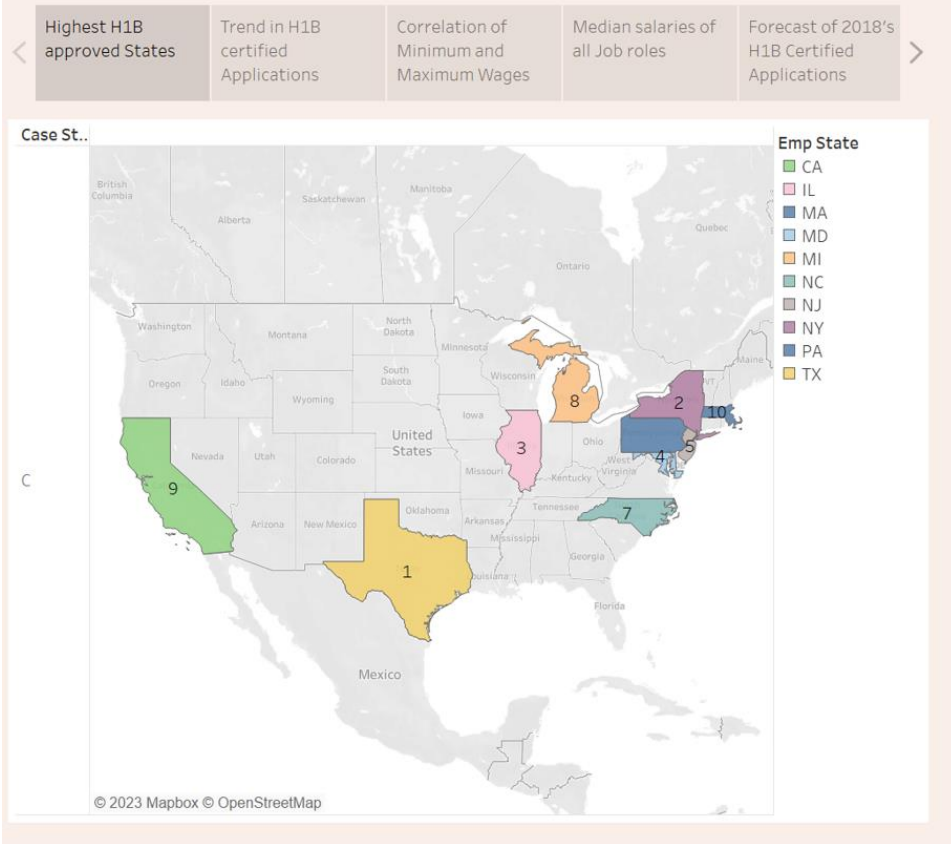 Highest H1B
approved States
Trend in H1B
certified
Applications
Correlation of
Minimum and
Maximum Wages
Median salaries of
all Job roles
Forecast of 2018's
H1B Certified
Applications
Case St..
Emp State
CA
IL
MA
MD
MI
NC
NJ
NY
PA
TX
C
British
Columbia
Alberta
Saskatchewan
Manitoba
Ontario
Quebec
Washington
Montana
North
Dakota
Minnesota
Maine
VT
Oregon
Idaho
South
Dakota
Wisconsin
Wyoming
8
2
10
Iowa
Nevada
Utah
Colorado
United
States
3
Ohio
5
4
Missouri
West
Virginia
Kentucky
9
Arizona
New Mexico
Oklahoma
Arkansas
Tennessee
7
Mississippi
Georgia
1
ouisiana
Florida
Mexico
© 2023 Mapbox © OpenStreetMap